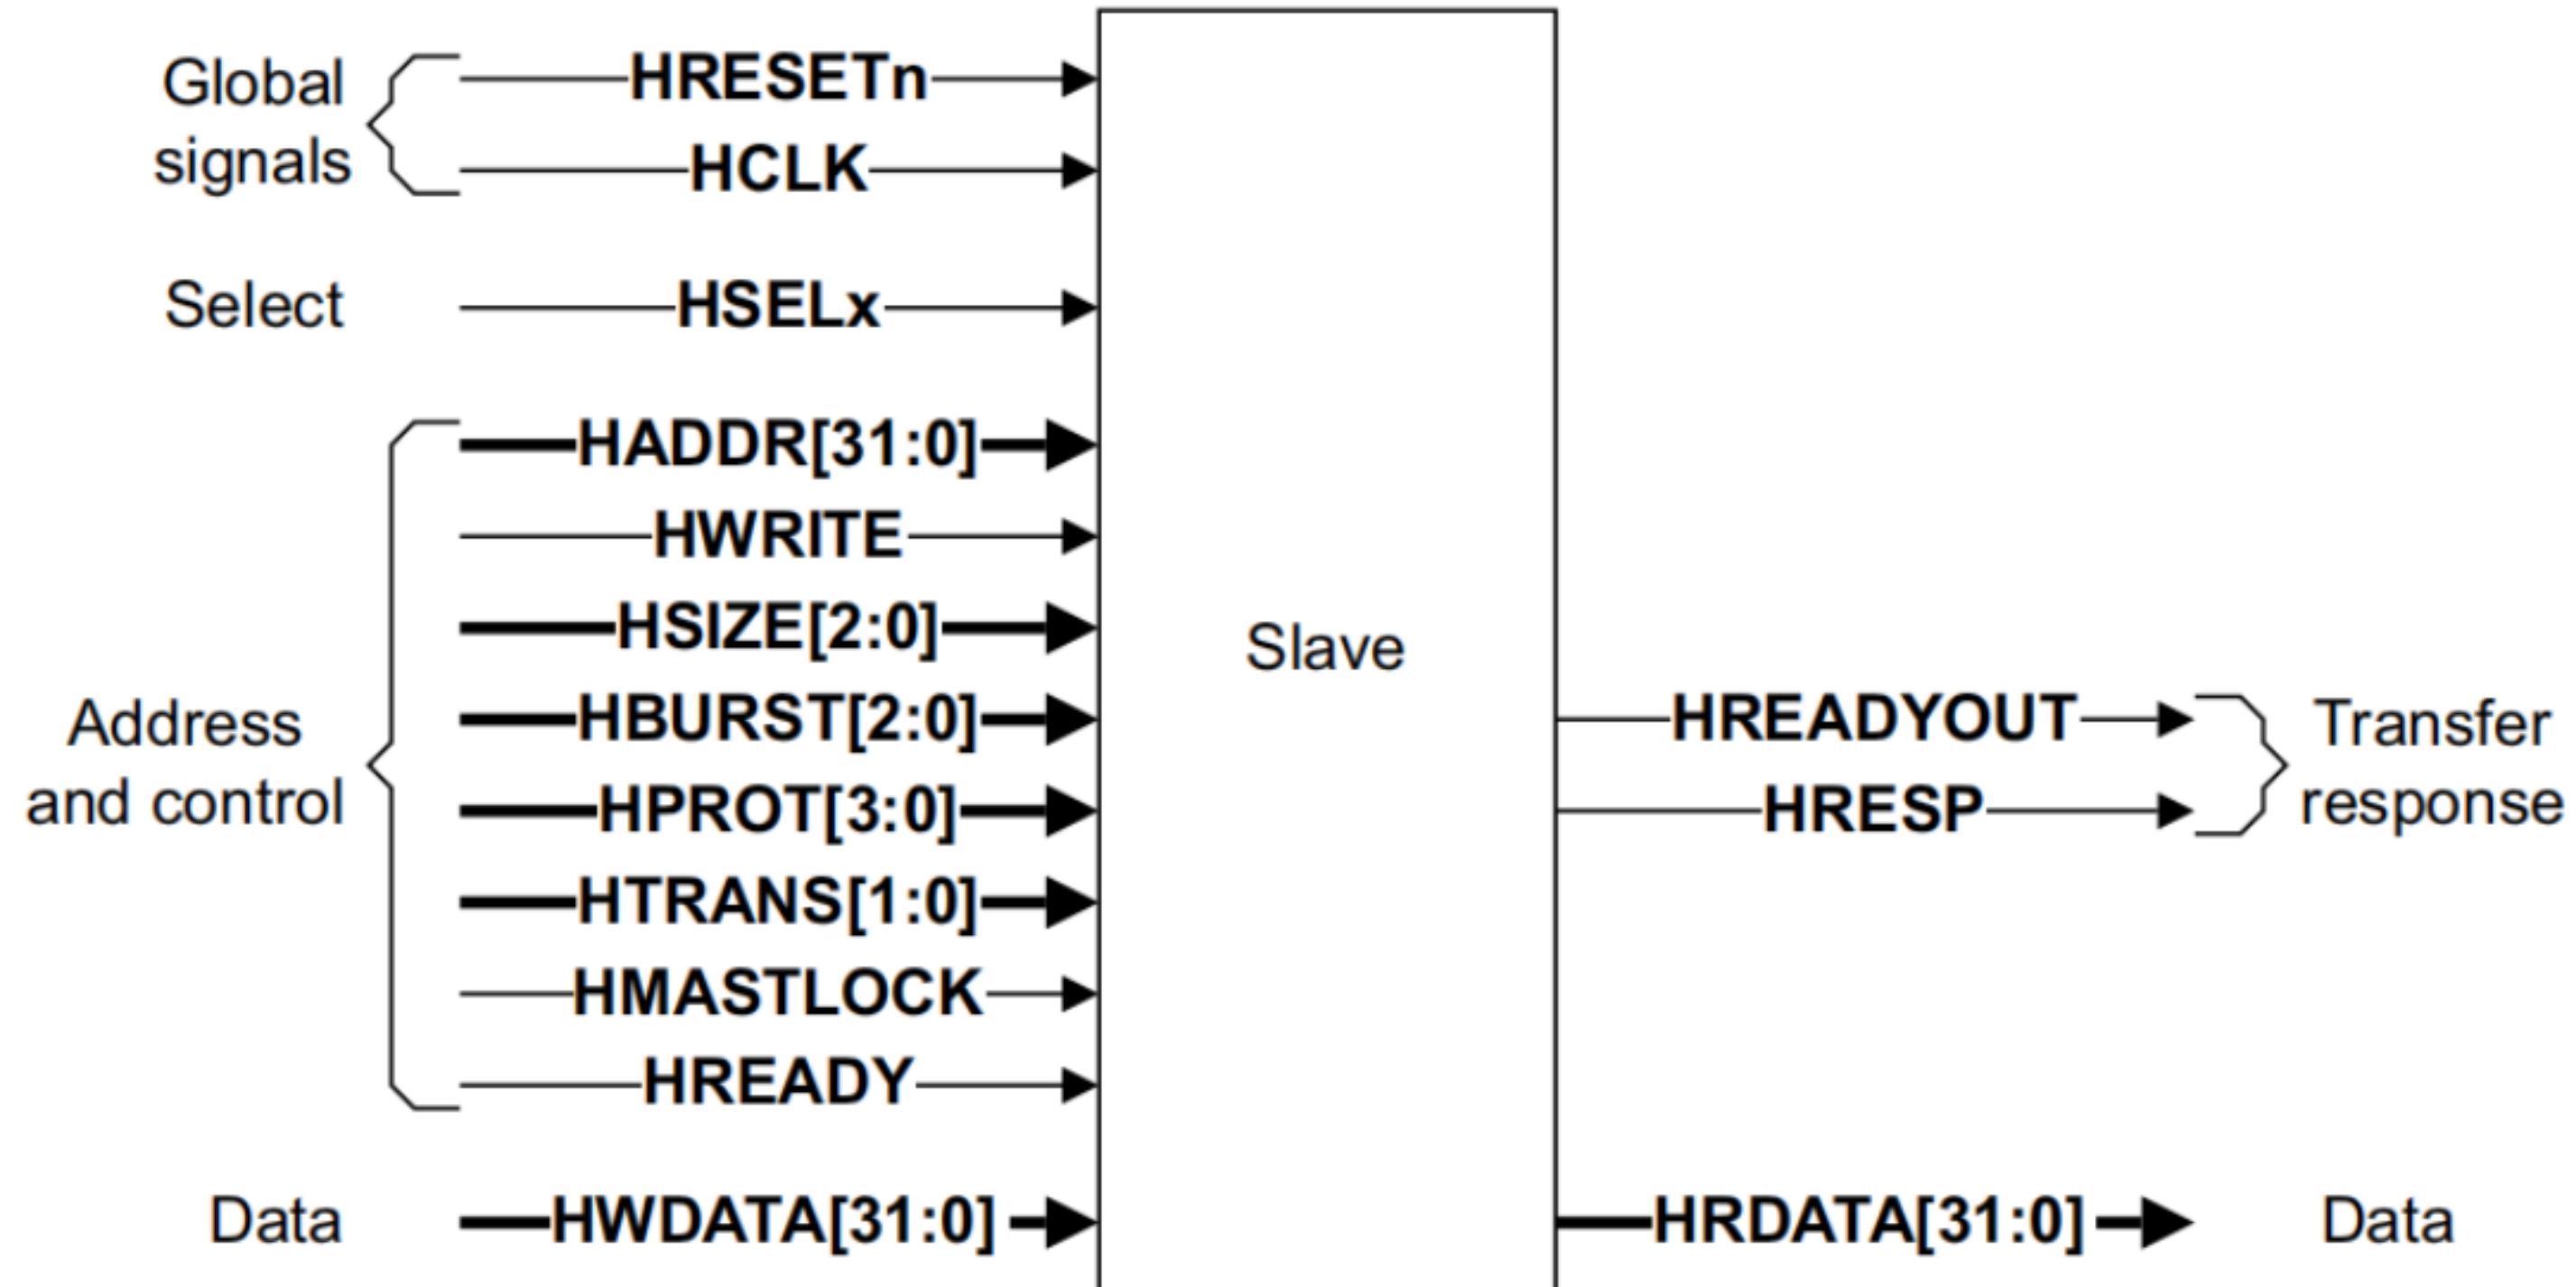 Global
signals
HRESETn
HCLK
Select
HSELx
Address
and control
HADDR[31:0]
HWRITE
HSIZE[2:0]
HBURST[2:0]
HPROT[3:0]
HTRANS[1:0]
HMASTLOCK
HREADY
Data
HWDATA[31:0]
Slave
HREADYOUT
HRESP
Transfer
response
HRDATA[31:0]
Data